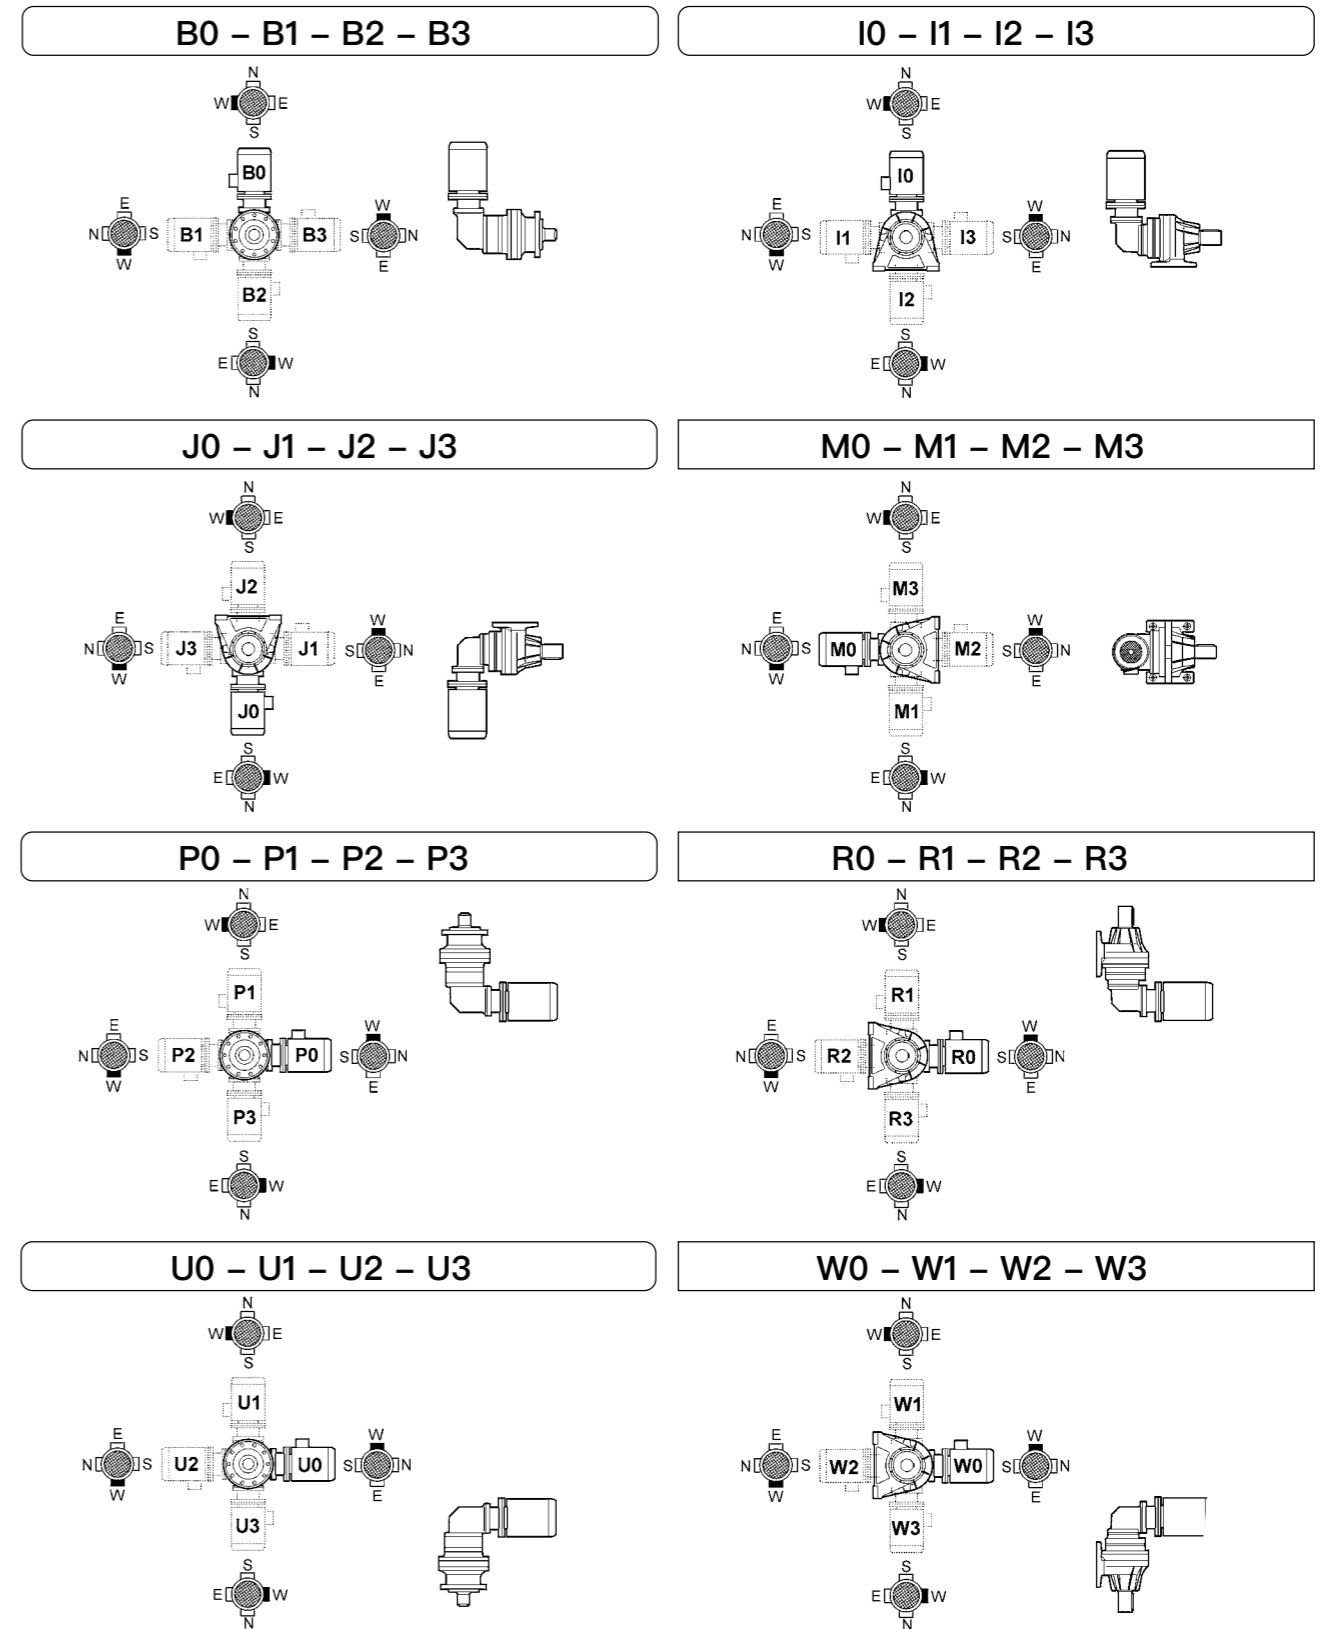 B0 – B1 – B2 – B3
N
W E
S
B0
E
N S
W
B1
B3
W
S N
E
B2
S
E W
N
I0 – I1 – I2 – I3
N
W E
S
I0
E
N S
W
I1
I3
W
S N
E
I2
S
E W
N
J0 – J1 – J2 – J3
N
W E
S
J2
E
N S
W
J3
J1
W
S N
E
J0
S
E W
N
M0 – M1 – M2 – M3
N
W E
S
M3
E
N S
W
M0
M2
W
S N
E
M1
S
E W
N
P0 – P1 – P2 – P3
N
W E
S
P1
E
N S
W
P2
P0
W
S N
E
P3
S
E W
N
R0 – R1 – R2 – R3
N
W E
S
R1
E
N S
W
R2
R0
W
S N
E
R3
S
E W
N
U0 – U1 – U2 – U3
N
W E
S
U1
E
N S
W
U2
U0
W
S N
E
U3
S
E W
N
W0 – W1 – W2 – W3
N
W E
S
W1
E
N S
W
W2
W0
W
S N
E
W3
S
E W
N